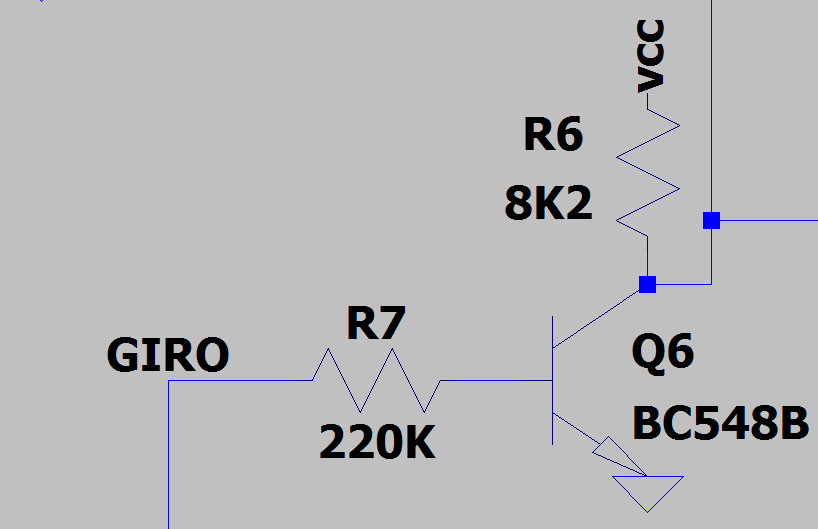 VCC
R6
8K2
R7
GIRO
220K
Q6
BC548B